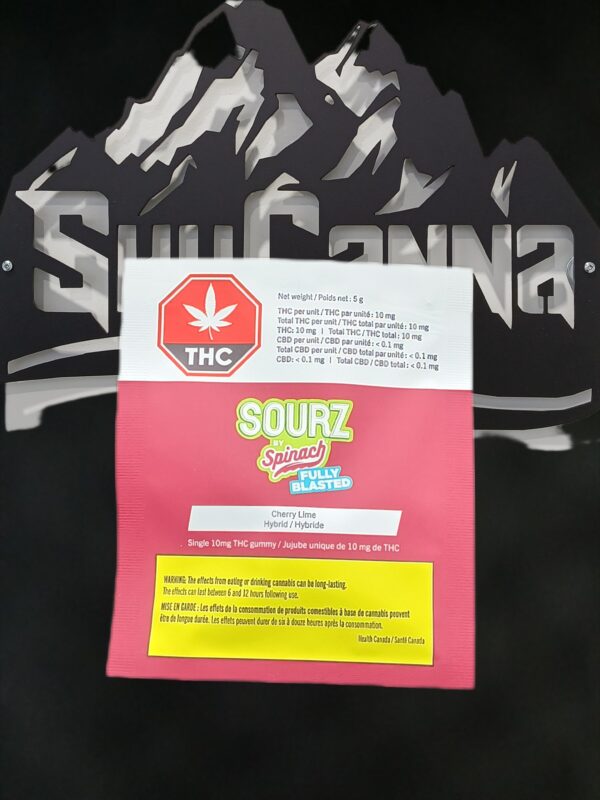 ShuCanna
Net weight / Poids net : 5 g
THC per unit / THC par unité : 10 mg
Total THC per unit / THC total par unité : 10 mg
THC: 10 mg | Total THC / THC total : 10 mg
CBD per unit / CBD par unité : < 0.1 mg
Total CBD per unit / CBD total par unité : < 0.1 mg
CBD: < 0.1 mg | Total CBD / CBD total : < 0.1 mg
THC
SOURZ
BY
Spinach
FULLY
BLASTED
Cherry Lime
Hybrid / Hybride
Single 10mg THC gummy / Jujube unique de 10 mg de THC
WARNING: The effects from eating or drinking cannabis can be long-lasting.
The effects can last between 6 and 12 hours following use.
MISE EN GARDE : Les effets de la consommation de produits comestibles à base de cannabis peuvent
être de longue durée. Les effets peuvent durer de six à douze heures après la consommation.
Health Canada / Santé Canada